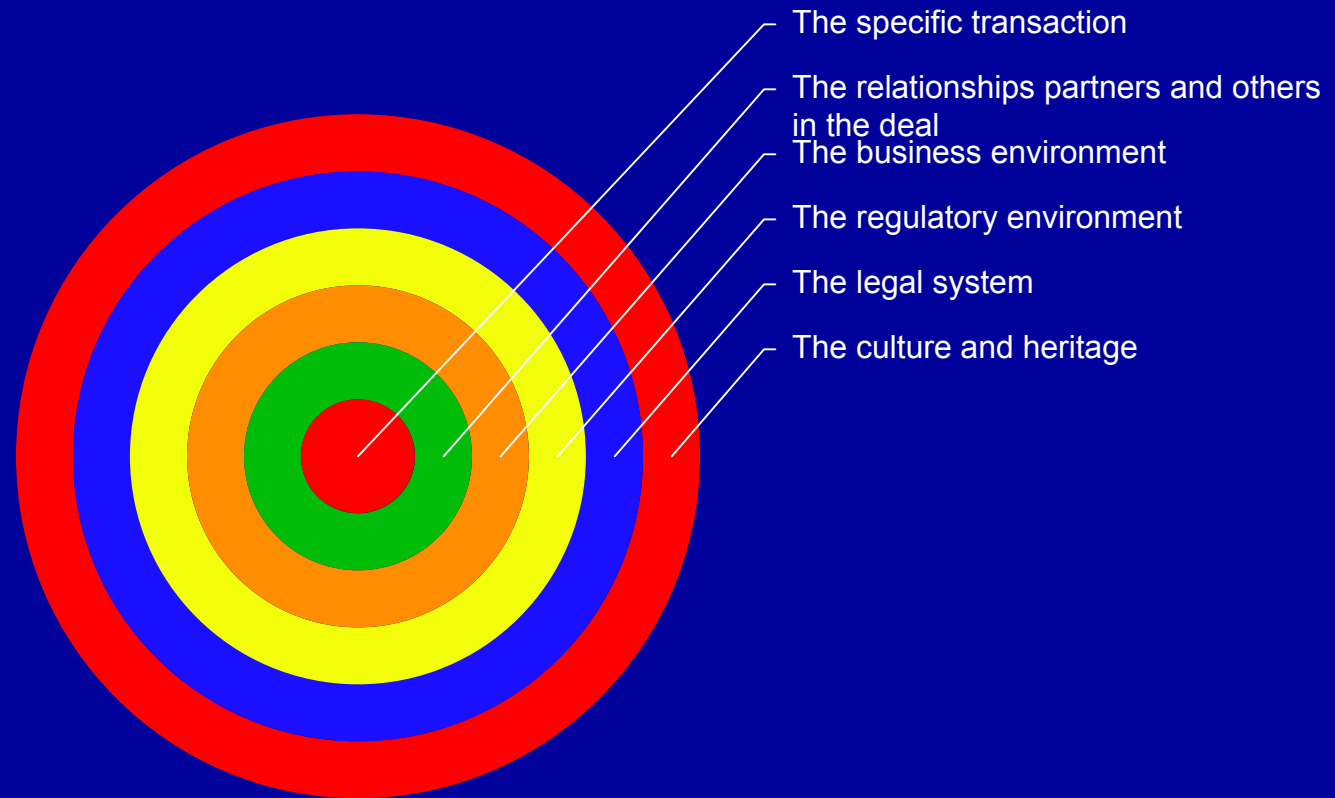 The specific transaction
The relationships partners and others
in the deal
The business environment
The regulatory environment
The legal system
The culture and heritage